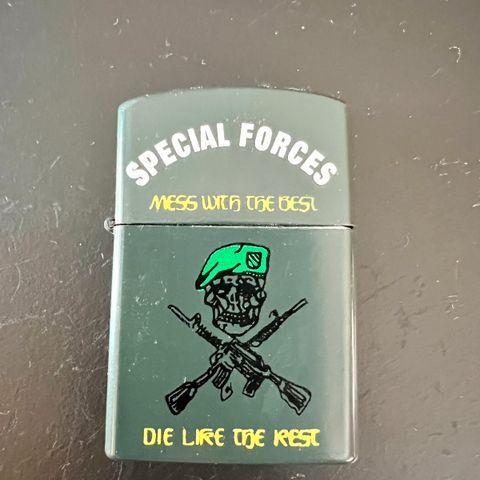 SPECIAL FORCES
MESS WITH THE BEST
DIE LIKE THE REST